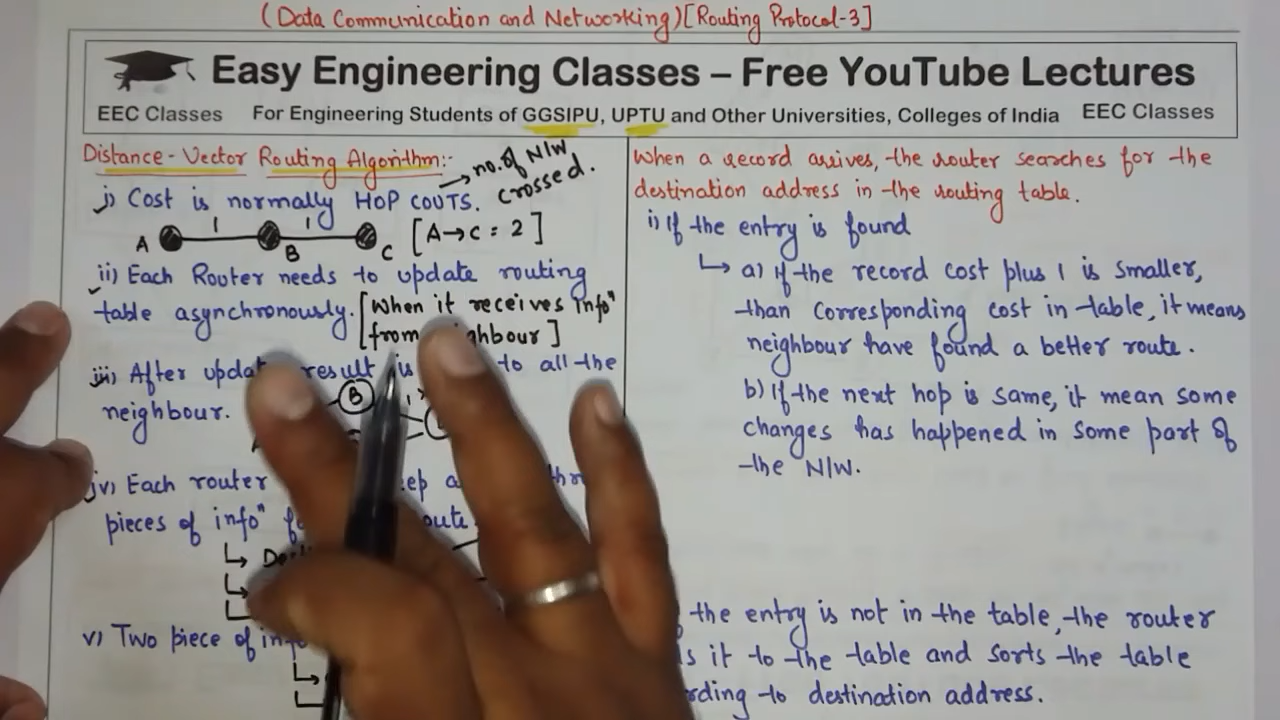 (Data Communication and Networking)[Routing Protocol-3]
Easy Engineering Classes – Free YouTube Lectures
EEC Classes For Engineering Students of GGSIPU, UPTU and Other Universities, Colleges of India EEC Classes
Distance-Vector Routing Algorithm:-
i) Cost is normally HOP COUTS. → no. of N/W
crossed.
A 1 B 1 C [A→C = 2]
ii) Each Router needs to update routing
table asynchronously. [When it receives infoⁿ
from neighbour]
iii) After updat result is to all the
neighbour.
B 1
iv) Each router
pieces of infoⁿ
v) Two piece of
When a record arives, the router searches for the
destination address in the routing table.
i) If the entry is found
↳ a) if the record cost plus 1 is smaller,
than corresponding cost in table, it means
neighbour have found a better route.
b) If the next hop is same, it mean some
changes has happened in some part of
the N/W.
the entry is not in the table, the router
it to the table and sorts the table
to destination address.